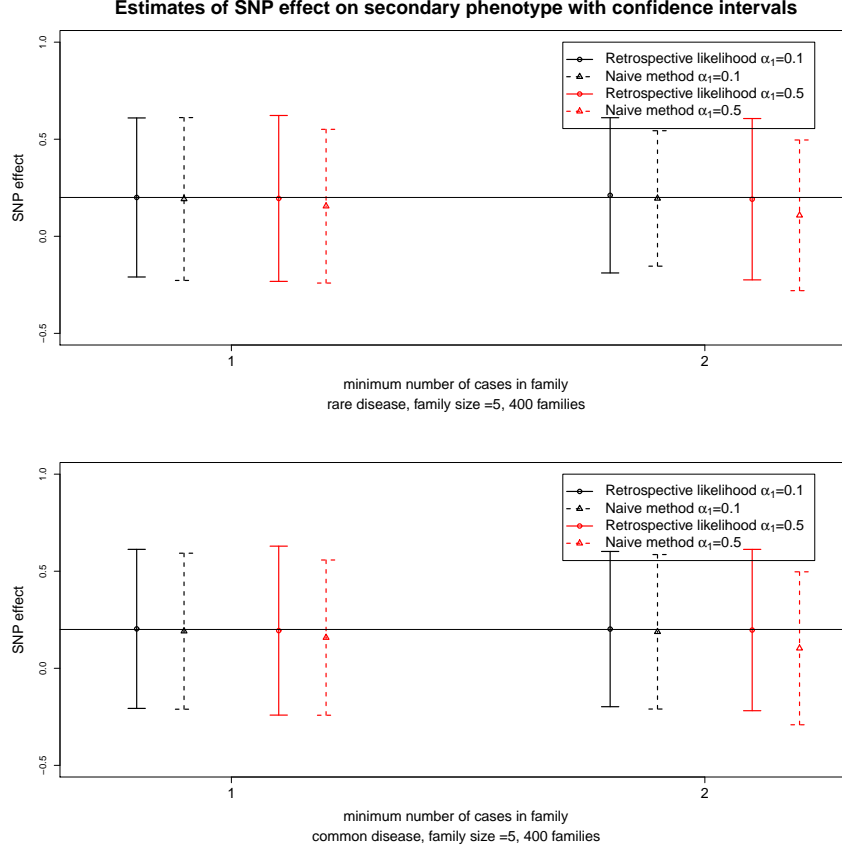 Estimates of SNP effect on secondary phenotype with confidence intervals
Retrospective likelihood α₁=0.1
Naive method α₁=0.1
Retrospective likelihood α₁=0.5
Naive method α₁=0.5
SNP effect
1.0
0.5
0.0
−0.5
1
2
minimum number of cases in family
rare disease, family size =5, 400 families
Retrospective likelihood α₁=0.1
Naive method α₁=0.1
Retrospective likelihood α₁=0.5
Naive method α₁=0.5
SNP effect
1.0
0.5
0.0
−0.5
1
2
minimum number of cases in family
common disease, family size =5, 400 families